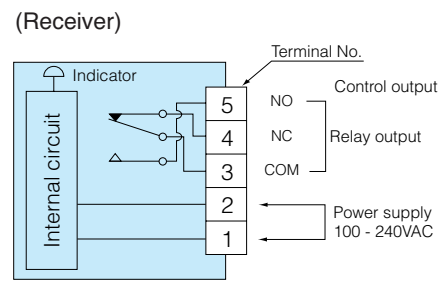 (Receiver)
Terminal No.
Indicator
Control output
5 NO
4 NC Relay output
3 COM
2
Power supply
1 100 - 240VAC
Internal circuit